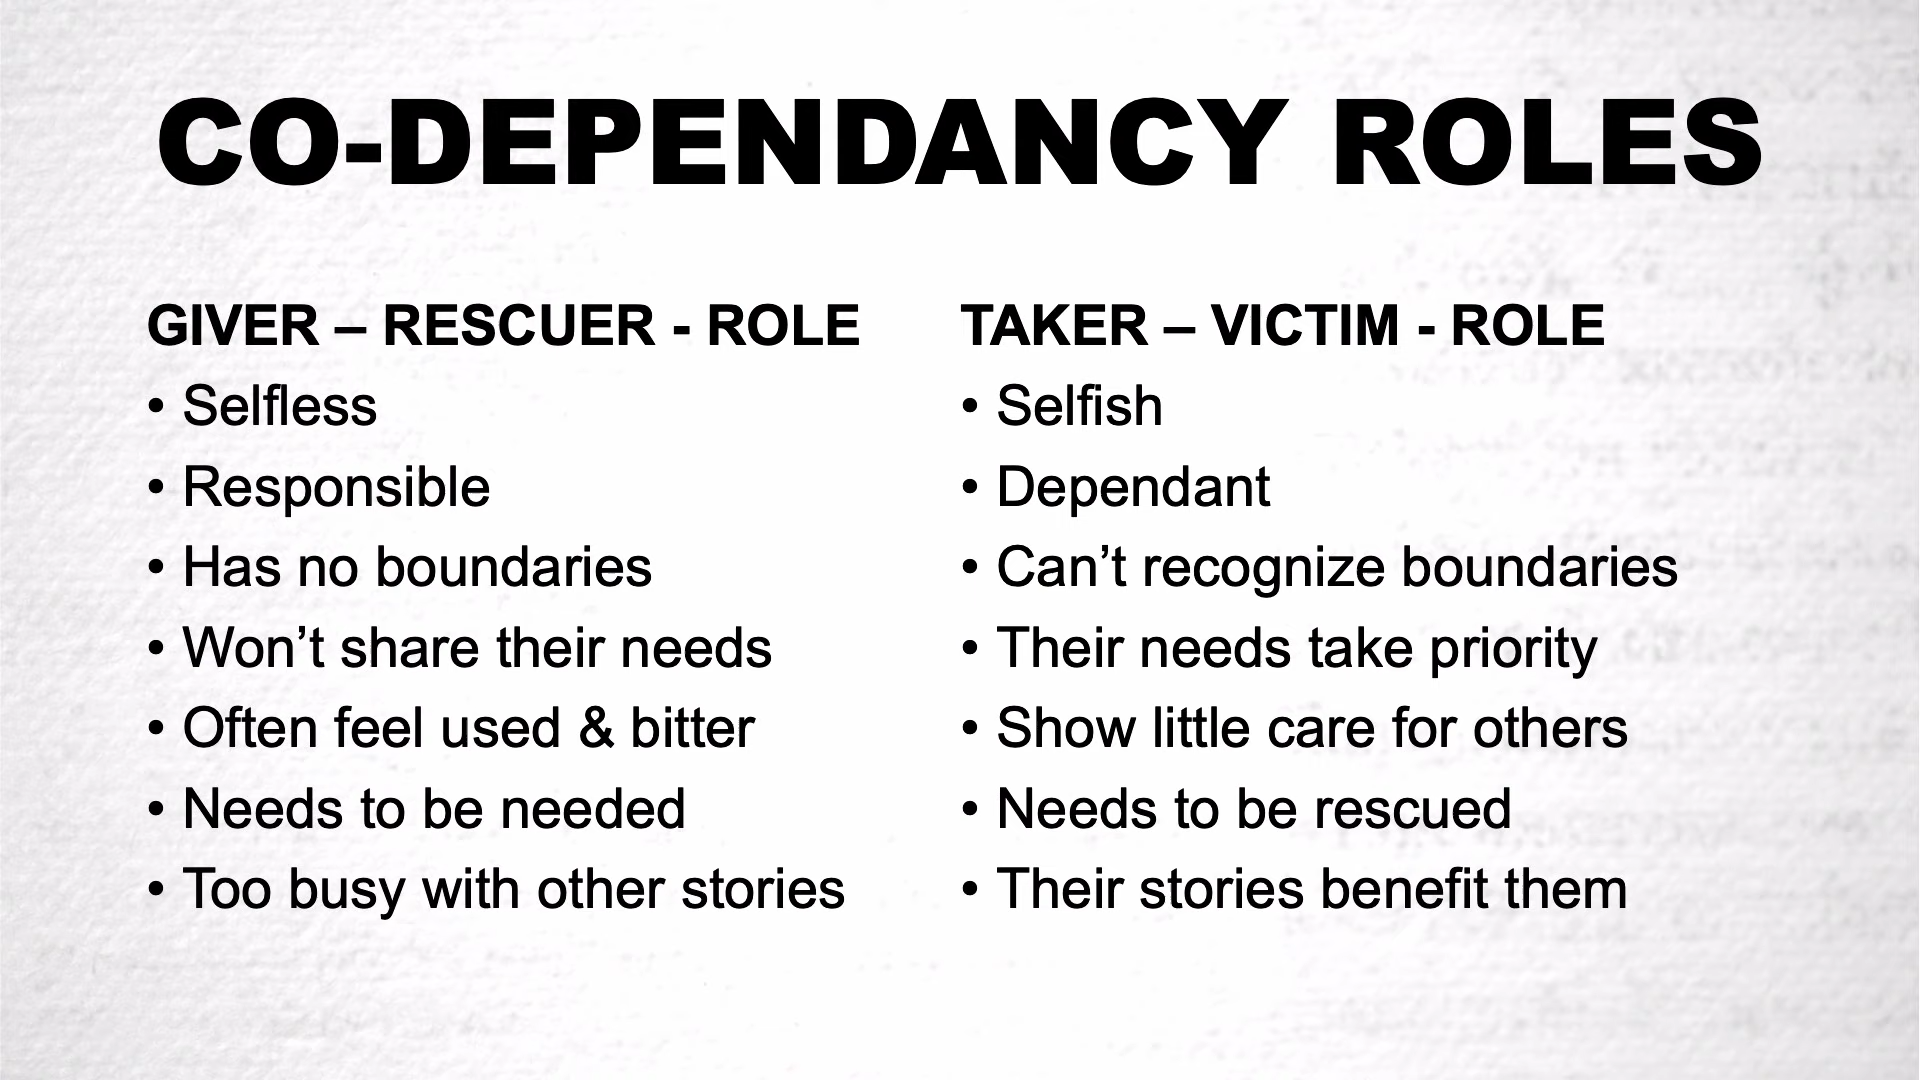 CO-DEPENDANCY ROLES
GIVER – RESCUER - ROLE
• Selfless
• Responsible
• Has no boundaries
• Won’t share their needs
• Often feel used & bitter
• Needs to be needed
• Too busy with other stories
TAKER – VICTIM - ROLE
• Selfish
• Dependant
• Can’t recognize boundaries
• Their needs take priority
• Show little care for others
• Needs to be rescued
• Their stories benefit them